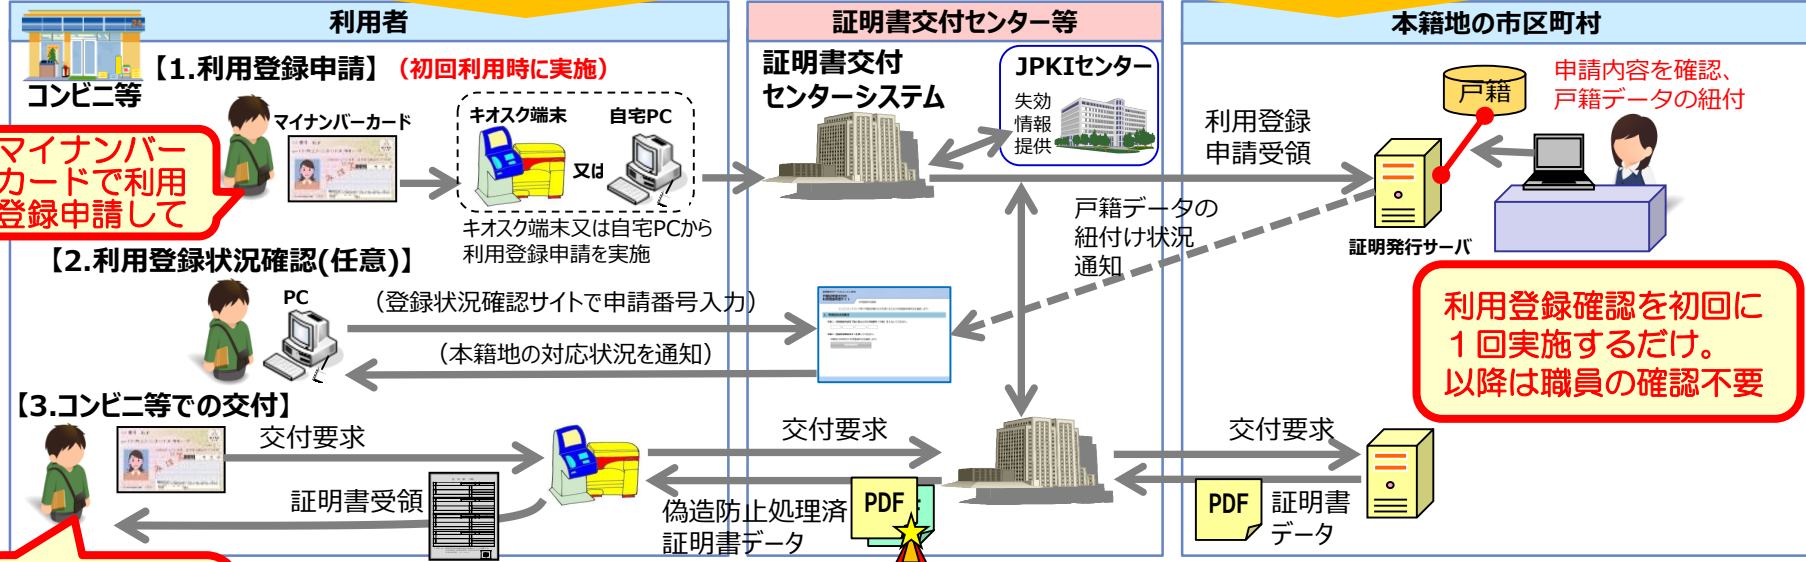 利用者
証明書交付センター等
本籍地の市区町村
コンビニ等
【1.利用登録申請】（初回利用時に実施）
マイナンバーカード
キオスク端末
又は
自宅PC
キオスク端末又は自宅PCから
利用登録申請を実施
マイナンバー
カードで利用
登録申請して
証明書交付
センターシステム
JPKIセンター
失効
情報
提供
利用登録
申請受領
戸籍
申請内容を確認、
戸籍データの紐付
証明発行サーバ
戸籍データの
紐付け状況
通知
【2.利用登録状況確認(任意)】
PC
（登録状況確認サイトで申請番号入力）
（本籍地の対応状況を通知）
利用登録確認を初回に
１回実施するだけ。
以降は職員の確認不要
【3.コンビニ等での交付】
交付要求
交付要求
交付要求
証明書受領
偽造防止処理済
証明書データ
PDF
PDF
証明書
データ